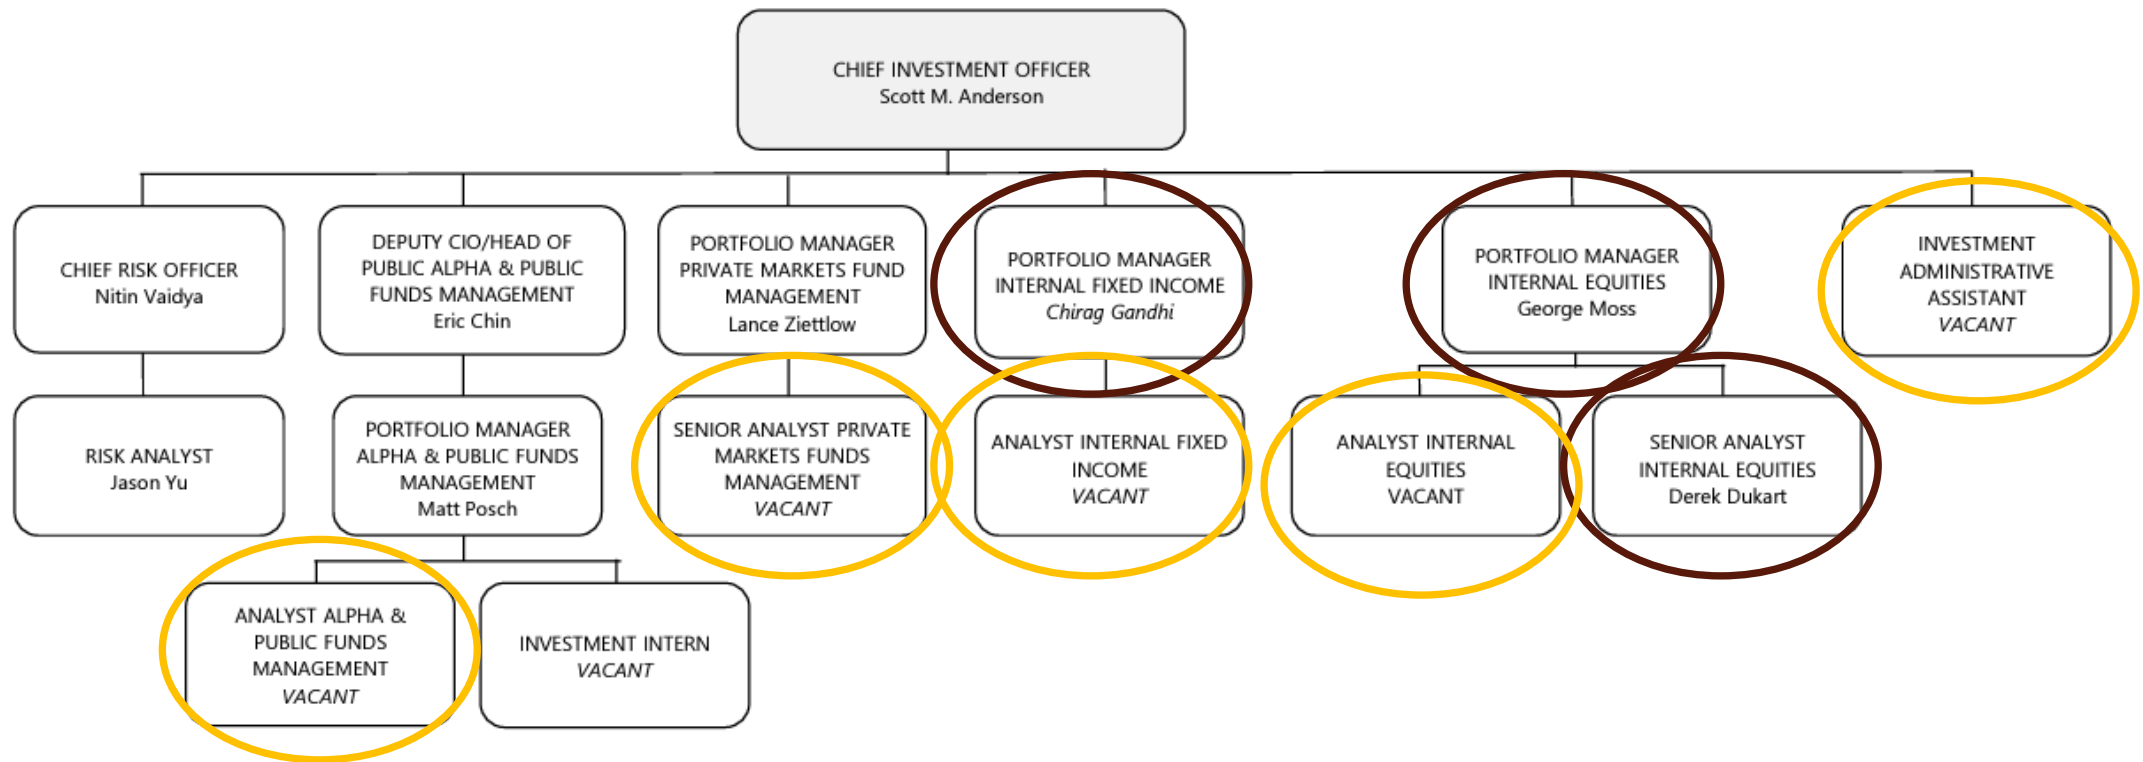 CHIEF INVESTMENT OFFICER
Scott M. Anderson
CHIEF RISK OFFICER
Nitin Vaidya
DEPUTY CIO/HEAD OF
PUBLIC ALPHA & PUBLIC
FUNDS MANAGEMENT
Eric Chin
PORTFOLIO MANAGER
PRIVATE MARKETS FUND
MANAGEMENT
Lance Ziettlow
PORTFOLIO MANAGER
INTERNAL FIXED INCOME
Chirag Gandhi
PORTFOLIO MANAGER
INTERNAL EQUITIES
George Moss
INVESTMENT
ADMINISTRATIVE
ASSISTANT
VACANT
RISK ANALYST
Jason Yu
PORTFOLIO MANAGER
ALPHA & PUBLIC FUNDS
MANAGEMENT
Matt Posch
SENIOR ANALYST PRIVATE
MARKETS FUNDS
MANAGEMENT
VACANT
ANALYST INTERNAL FIXED
INCOME
VACANT
ANALYST INTERNAL
EQUITIES
VACANT
SENIOR ANALYST
INTERNAL EQUITIES
Derek Dukart
ANALYST ALPHA &
PUBLIC FUNDS
MANAGEMENT
VACANT
INVESTMENT INTERN
VACANT